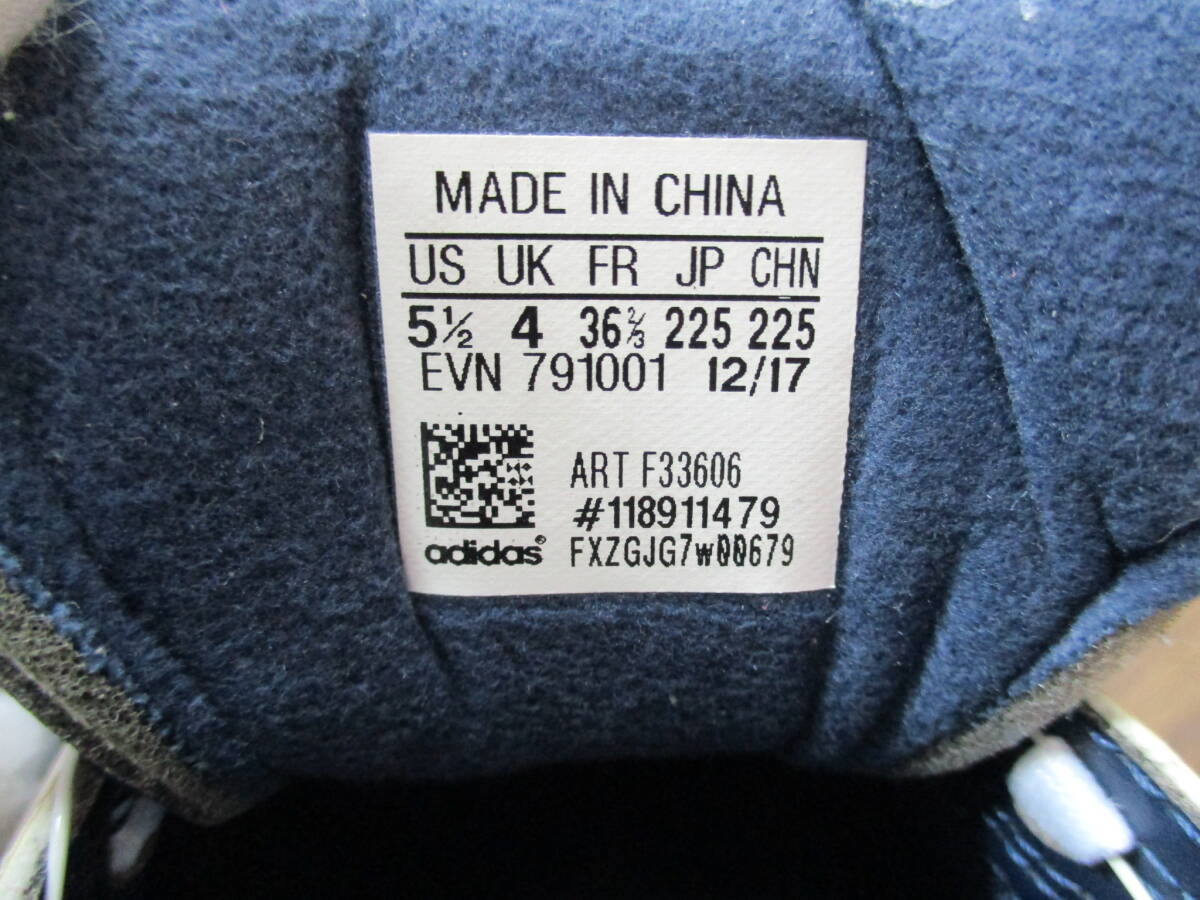 MADE IN CHINA
US UK FR JP CHN
5½ 4 36⅔ 225 225
EVN 791001 12/17
ART F33606
#118911479
adidas® FXZGJG7w00679